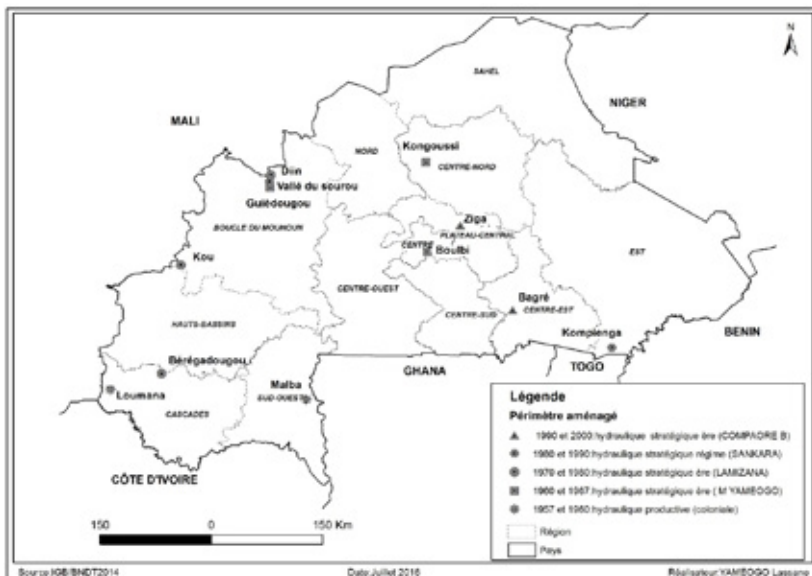 N
SAHEL
NIGER
MALI
NORD
Kongoussi
CENTRE-NORD
Diin
Vallé du sourou
Guiédougou
BOUCLE DU MOUHOUN
Ziga
PLATEAU-CENTRAL
CENTRE
Boulbi
EST
Kou
CENTRE-OUEST
Bagré
CENTRE-EST
HAUTS-BASSINS
CENTRE-SUD
Kompienga
BENIN
Bérégadougou
GHANA
TOGO
Loumana
Malba
SUD-OUEST
CASCADES
CÔTE D'IVOIRE
150 0 150 Km
Légende
Périmètre aménagé
1990 et 2000:hydraulique stratégique ère (COMPAORE B)
1980 et 1990:hydraulique stratégique régime (SANKARA)
1970 et 1980:hydraulique stratégique ère (LAMIZANA)
1960 et 1967:hydraulique stratégique ère ( M YAMEOGO)
1957 et 1960:hydraulique productive (coloniale)
Région
Pays
Source:IGB/BNDT2014 Date:Juillet 2016 Réalisateur:YAMEOGO Lassane